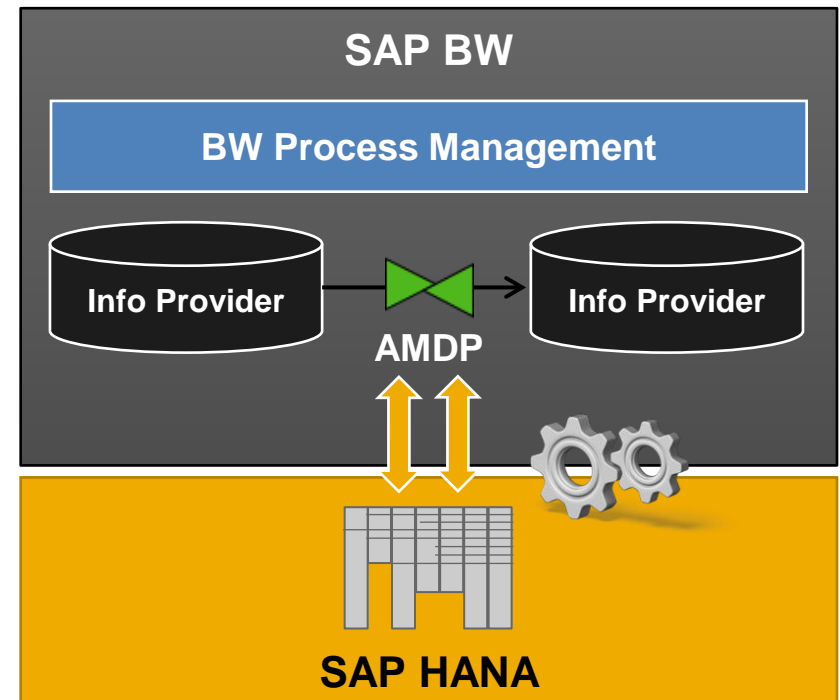 SAP BW
BW Process Management
Info Provider
Info Provider
AMDP
SAP HANA